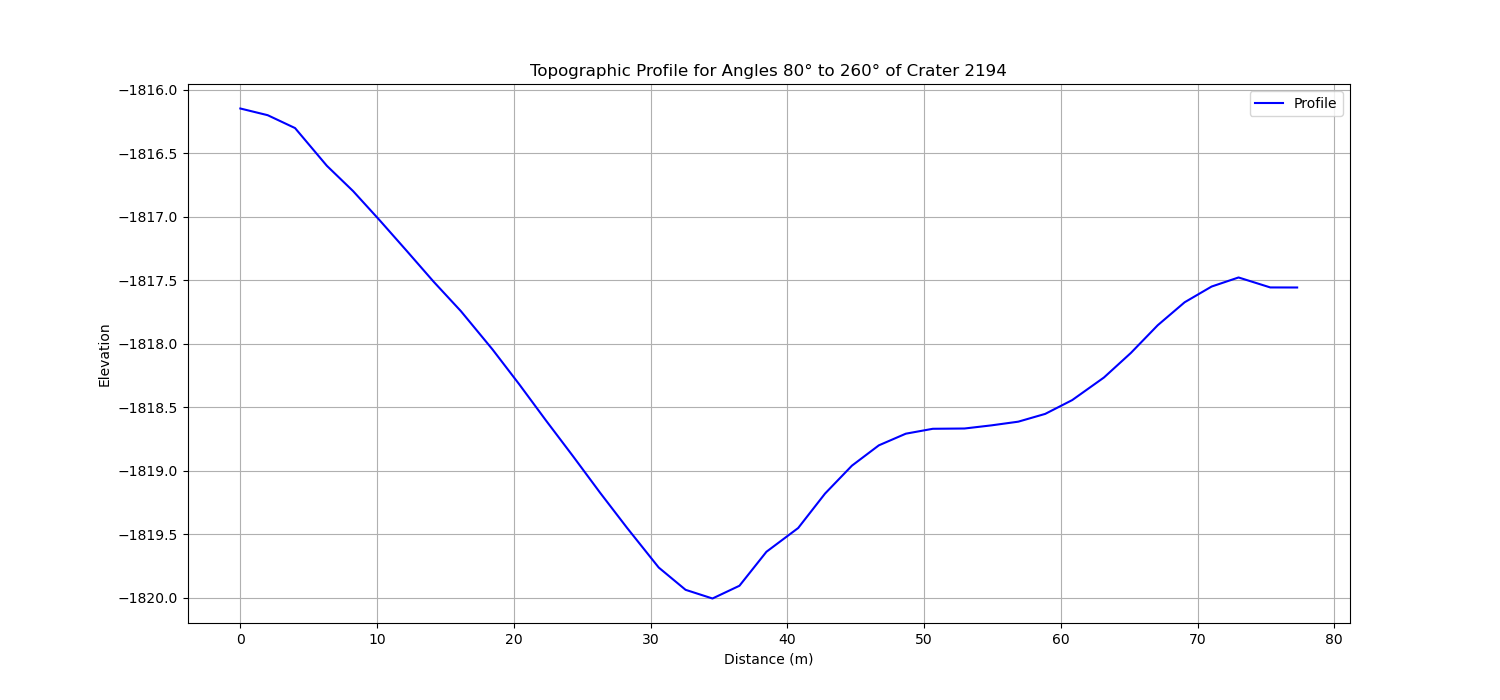 Topographic Profile for Angles 80° to 260° of Crater 2194
Profile
−1816.0
−1816.5
−1817.0
−1817.5
−1818.0
−1818.5
−1819.0
−1819.5
−1820.0
Elevation
0 10 20 30 40 50 60 70 80
Distance (m)